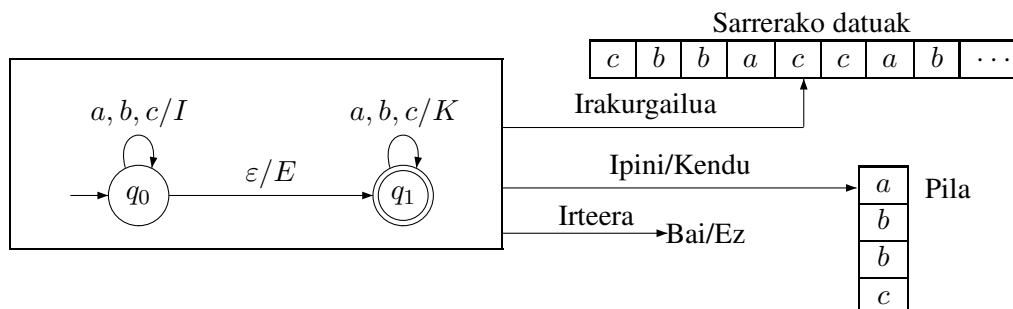 Sarrerako datuak
c b b a c c a b ⋯
a, b, c/I a, b, c/K
Irakurgailua
ε/E
Ipini/Kendu
q0 q1
a Pila
Irteera
b
Bai/Ez
b
c